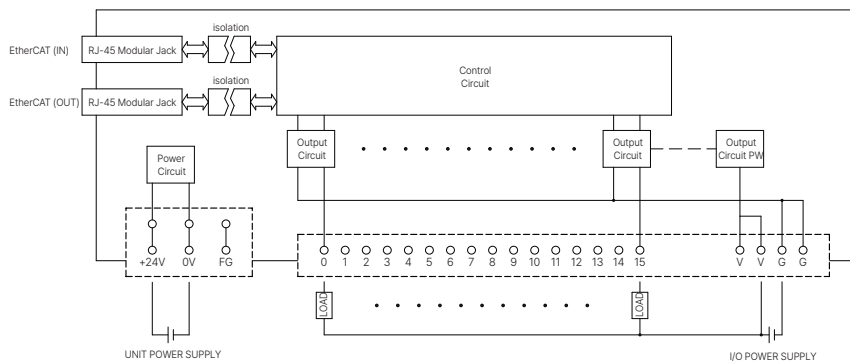 isolation
EtherCAT (IN)
RJ-45 Modular Jack
Control
Circuit
isolation
EtherCAT (OUT)
RJ-45 Modular Jack
Output
Circuit
Output
Circuit
Output
Circuit PW
Power
Circuit
+24V 0V FG
0 1 2 3 4 5 6 7 8 9 10 11 12 13 14 15 V V G G
LOAD
LOAD
UNIT POWER SUPPLY
I/O POWER SUPPLY